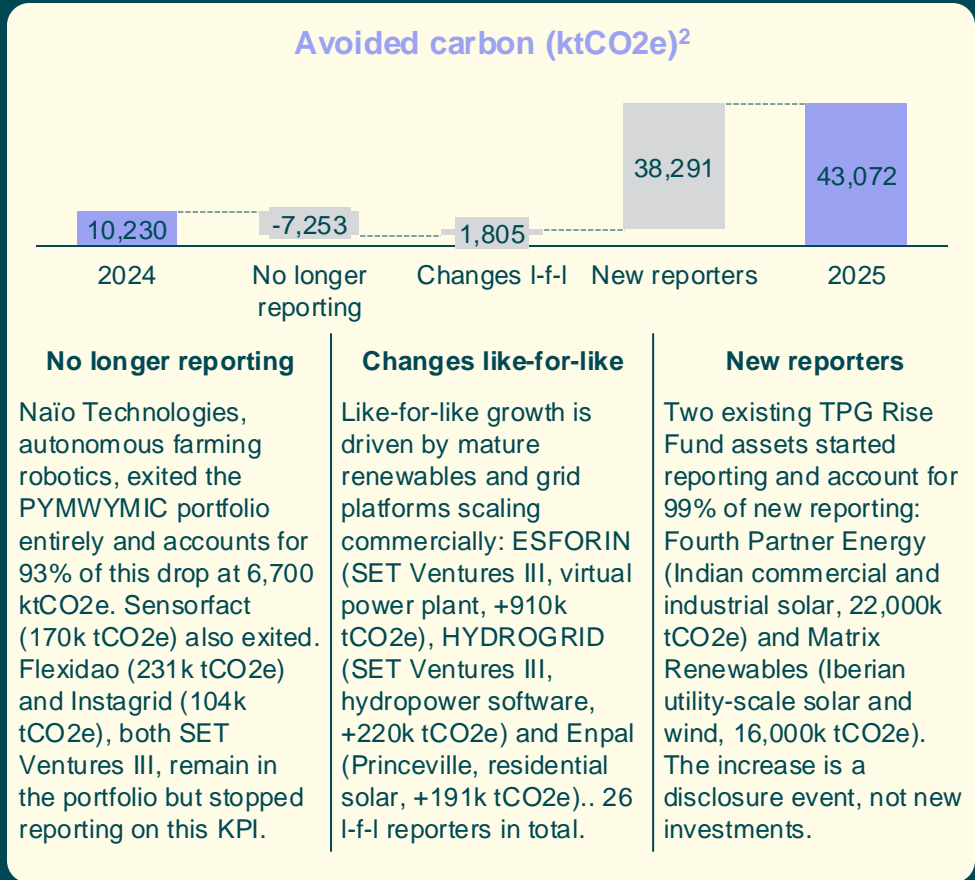 Avoided carbon (ktCO2e)²
10,230
-7,253
1,805
38,291
43,072
2024
No longer
reporting
Changes l-f-l
New reporters
2025
No longer reporting
Naïo Technologies,
autonomous farming
robotics, exited the
PYMWYMIC portfolio
entirely and accounts for
93% of this drop at 6,700
ktCO2e. Sensorfact
(170k tCO2e) also exited.
Flexidao (231k tCO2e)
and Instagrid (104k
tCO2e), both SET
Ventures III, remain in
the portfolio but stopped
reporting on this KPI.
Changes like-for-like
Like-for-like growth is
driven by mature
renewables and grid
platforms scaling
commercially: ESFORIN
(SET Ventures III, virtual
power plant, +910k
tCO2e), HYDROGRID
(SET Ventures III,
hydropower software,
+220k tCO2e) and Enpal
(Princeville, residential
solar, +191k tCO2e).. 26
l-f-l reporters in total.
New reporters
Two existing TPG Rise
Fund assets started
reporting and account for
99% of new reporting:
Fourth Partner Energy
(Indian commercial and
industrial solar, 22,000k
tCO2e) and Matrix
Renewables (Iberian
utility-scale solar and
wind, 16,000k tCO2e).
The increase is a
disclosure event, not new
investments.